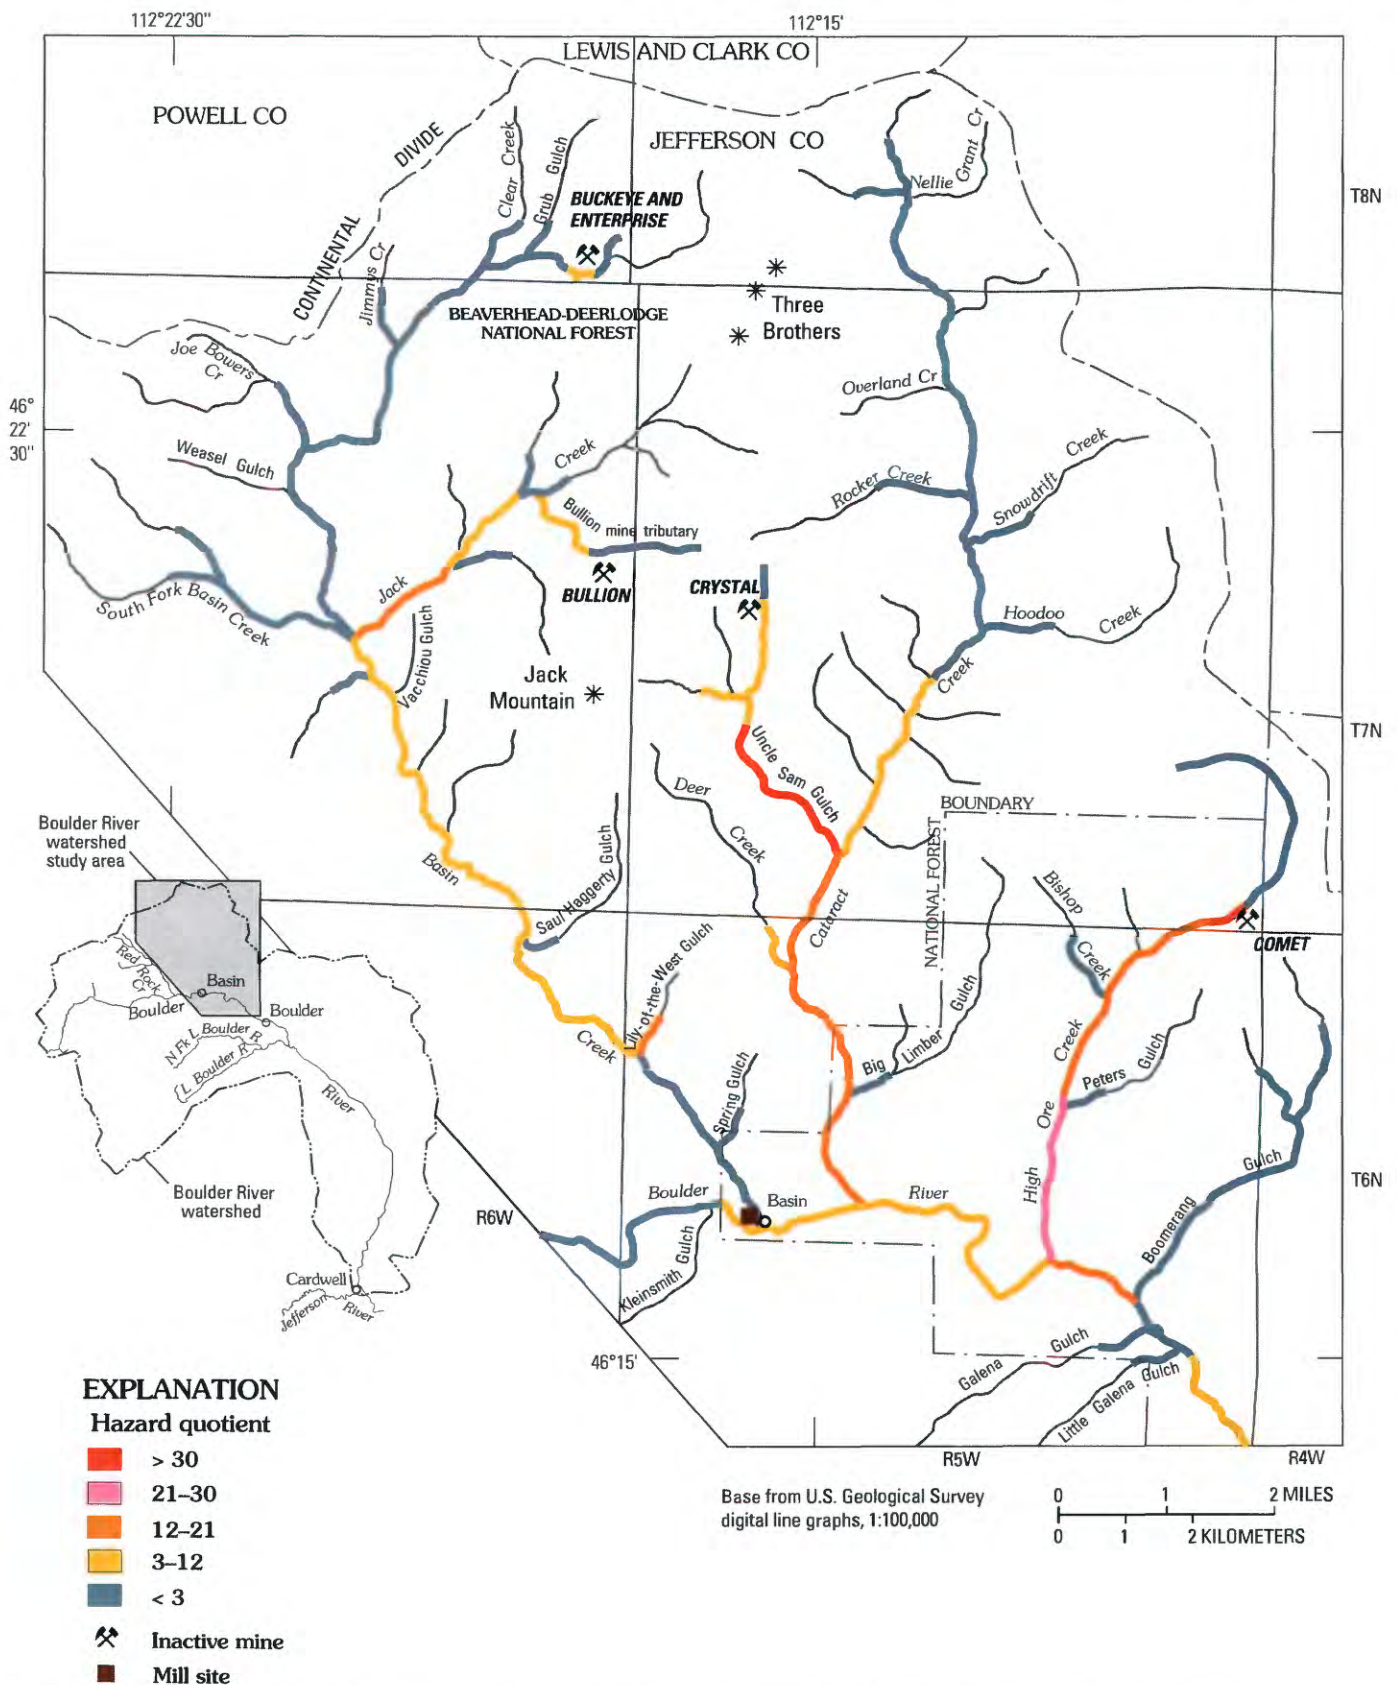 112°22'30"
112°15'
LEWIS AND CLARK CO
POWELL CO
JEFFERSON CO
CONTINENTAL
DIVIDE
Clear Creek
Grub Gulch
BUCKEYE AND
ENTERPRISE
Nellie Grant Cr
T8N
Jimmys Cr
BEAVERHEAD-DEERLODGE
NATIONAL FOREST
Three
Brothers
Joe Bowers
Cr
Overland Cr
46°
22'
30"
Weasel Gulch
Creek
Rocker Creek
Snowdrift Creek
Bullion mine tributary
Jack
BULLION
CRYSTAL
South Fork Basin Creek
Vacchiou Gulch
Hoodoo Creek
Creek
Jack
Mountain
T7N
Uncle Sam Gulch
Deer
Creek
BOUNDARY
NATIONAL FOREST
Boulder River
watershed
study area
Basin
Saul Haggerty Gulch
Cataract
Bishop
Creek
COMET
Lily-of-the-West Gulch
Red Rock
Cr
Basin
Boulder
Boulder
N Fk L Boulder R.
L Boulder R
River
Creek
Big Limber Gulch
Creek
Peters Gulch
Spring Gulch
Ore
High
Gulch
Boomerang
T6N
Boulder River
watershed
R6W
Boulder
Basin
River
Kleinsmith Gulch
Cardwell
Jefferson River
46°15'
Galena Gulch
Little Galena Gulch
R5W
R4W
EXPLANATION
Hazard quotient
> 30
21–30
12–21
3–12
< 3
Inactive mine
Mill site
Base from U.S. Geological Survey
digital line graphs, 1:100,000
0 1 2 MILES
0 1 2 KILOMETERS